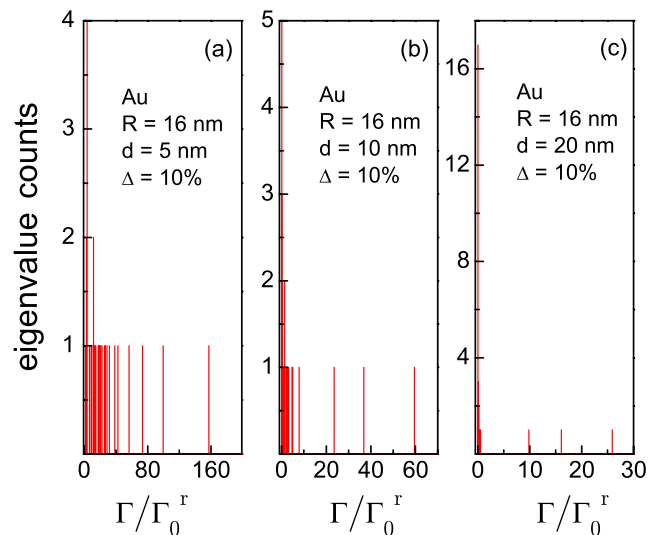 eigenvalue counts
4
3
2
1
(a)
Au
R = 16 nm
d = 5 nm
Δ = 10%
0 80 160
Γ/Γ₀ʳ
5
4
3
2
1
(b)
Au
R = 16 nm
d = 10 nm
Δ = 10%
0 20 40 60
Γ/Γ₀ʳ
16
12
8
4
(c)
Au
R = 16 nm
d = 20 nm
Δ = 10%
0 10 20 30
Γ/Γ₀ʳ